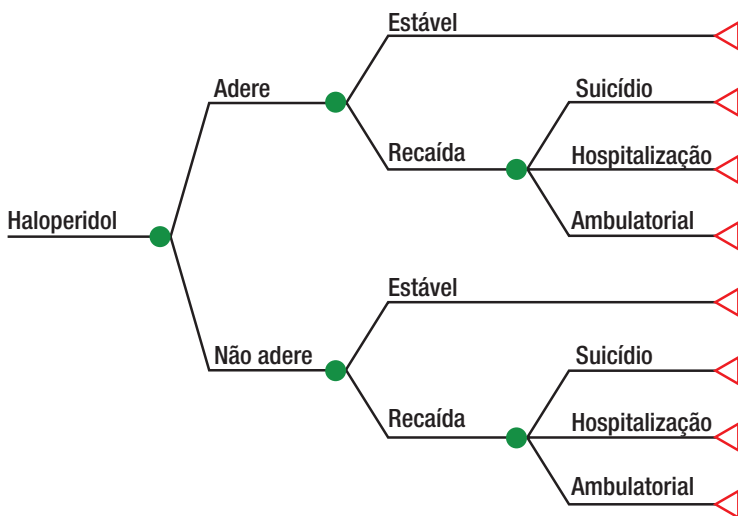 Estável
Adere
Suicídio
Recaída
Hospitalização
Ambulatorial
Haloperidol
Estável
Não adere
Suicídio
Recaída
Hospitalização
Ambulatorial